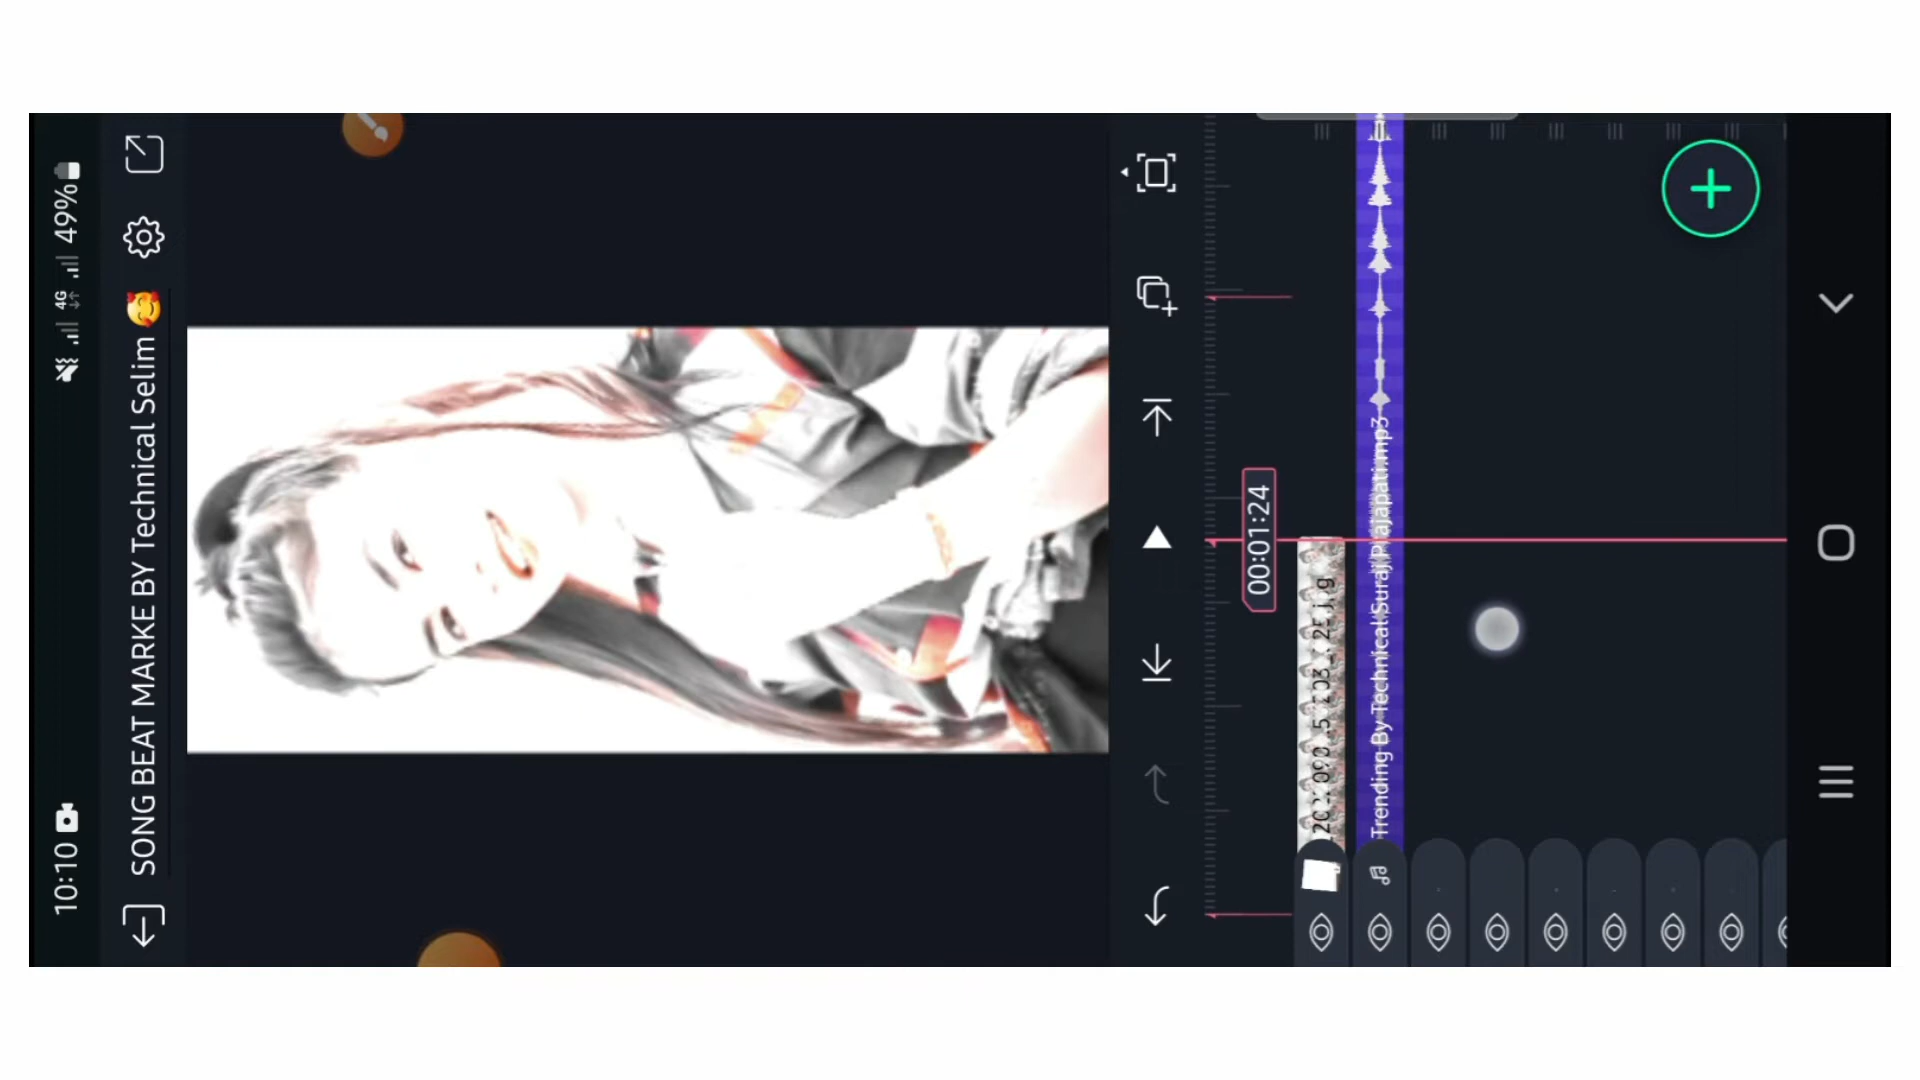 10:10
4G
49%
SONG BEAT MARKE BY Technical Selim 🥰
00:01:24
Trending By Technical Suraj Prajapati.mp3